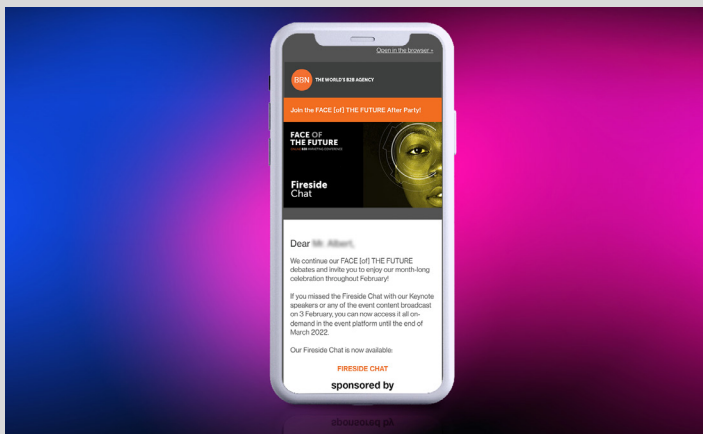 Open in the browser »
BBN THE WORLD'S B2B AGENCY
Join the FACE [of] THE FUTURE After Party!
FACE OF
THE FUTURE
ONLINE B2B MARKETING CONFERENCE
Fireside
Chat
Dear
We continue our FACE [of] THE FUTURE
debates and invite you to enjoy our month-long
celebration throughout February!
If you missed the Fireside Chat with our Keynote
speakers or any of the event content broadcast
on 3 February, you can now access it all on-
demand in the event platform until the end of
March 2022.
Our Fireside Chat is now available:
FIRESIDE CHAT
sponsored by